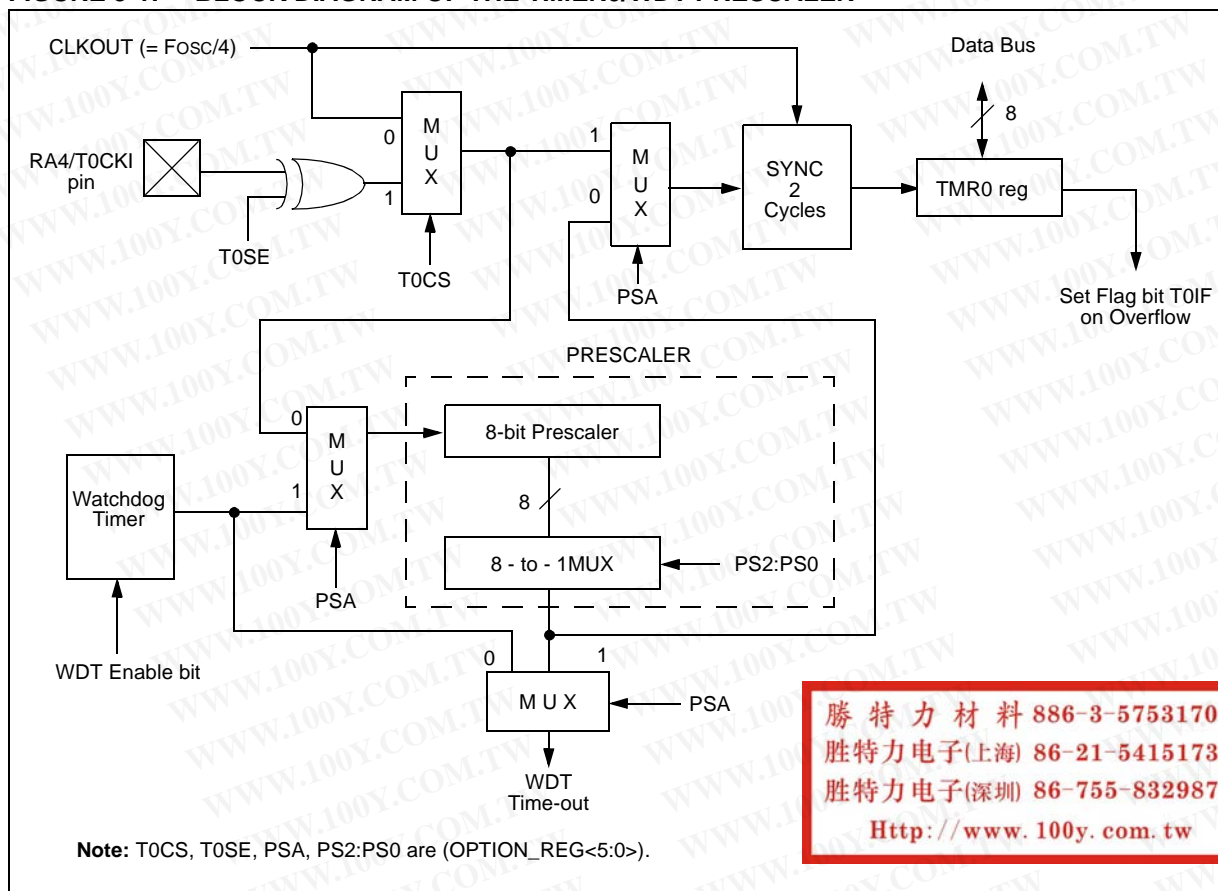 CLKOUT (= FOSC/4)
Data Bus
8
RA4/T0CKI
pin
T0SE
0
1
M
U
X
T0CS
1
0
M
U
X
PSA
SYNC
2
Cycles
TMR0 reg
Set Flag bit T0IF
on Overflow
PRESCALER
0
1
M
U
X
PSA
8-bit Prescaler
8
8 - to - 1MUX
PS2:PS0
Watchdog
Timer
WDT Enable bit
0
1
M U X
PSA
WDT
Time-out
Note: T0CS, T0SE, PSA, PS2:PS0 are (OPTION_REG<5:0>).
勝 特 力 材 料 886-3-5753170
胜特力电子(上海) 86-21-5415173
胜特力电子(深圳) 86-755-832987
Http://www. 100y. com. tw
WWW.100Y.COM.TW